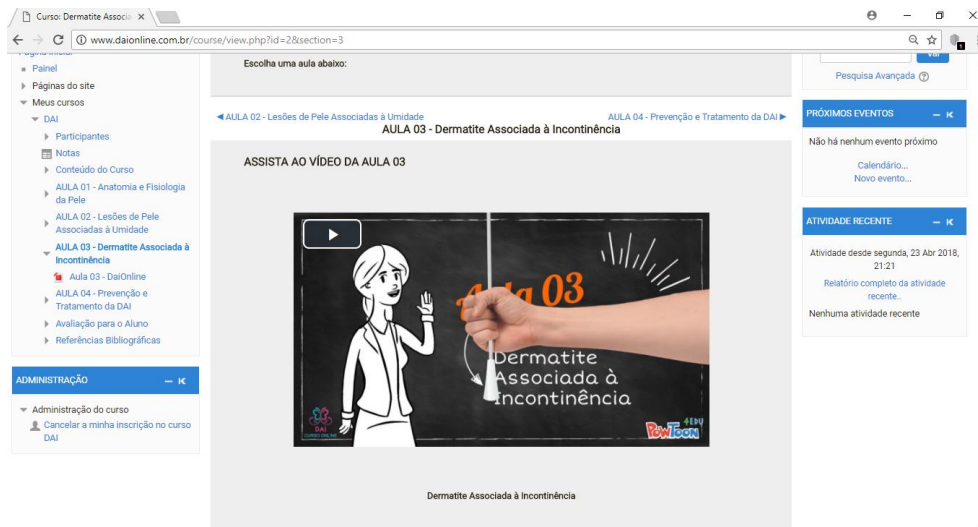 Curso: Dermatite Associa
www.daionline.com.br/course/view.php?id=2&section=3
Painel
Páginas do site
Meus cursos
DAI
Participantes
Notas
Conteúdo do Curso
AULA 01 - Anatomia e Fisiologia
da Pele
AULA 02 - Lesões de Pele
Associadas à Umidade
AULA 03 - Dermatite Associada à
Incontinência
Aula 03 - DaiOnline
AULA 04 - Prevenção e
Tratamento da DAI
Avaliação para o Aluno
Referências Bibliográficas
ADMINISTRAÇÃO
Administração do curso
Cancelar a minha inscrição no curso
DAI
Escolha uma aula abaixo:
AULA 02 - Lesões de Pele Associadas à Umidade
AULA 04 - Prevenção e Tratamento da DAI
AULA 03 - Dermatite Associada à Incontinência
ASSISTA AO VÍDEO DA AULA 03
Aula 03
Dermatite
Associada à
Incontinência
DAI
CURSO ONLINE
POWTOON
4EDU
Dermatite Associada à Incontinência
Pesquisa Avançada
PRÓXIMOS EVENTOS
Não há nenhum evento próximo
Calendário...
Novo evento...
ATIVIDADE RECENTE
Atividade desde segunda, 23 Abr 2018,
21:21
Relatório completo da atividade
recente..
Nenhuma atividade recente